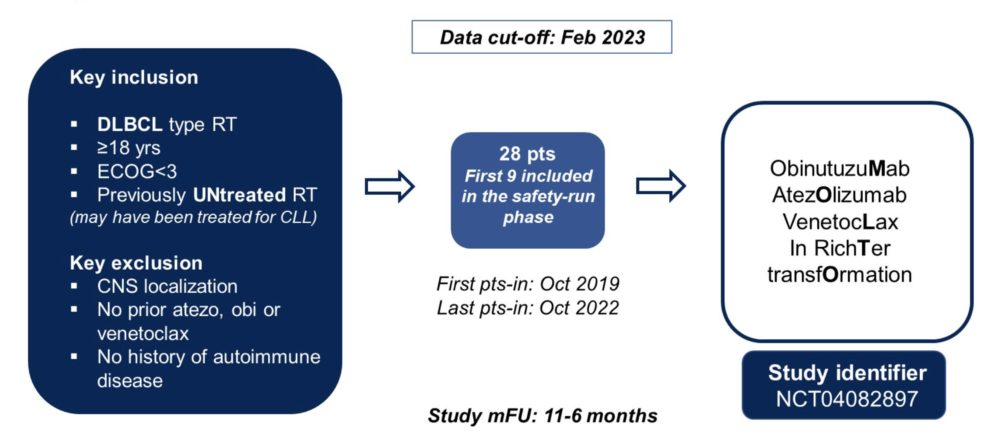 Data cut-off: Feb 2023
Key inclusion
▪ DLBCL type RT
▪ ≥18 yrs
▪ ECOG<3
▪ Previously UNtreated RT
(may have been treated for CLL)
Key exclusion
▪ CNS localization
▪ No prior atezo, obi or
venetoclax
▪ No history of autoimmune
disease
28 pts
First 9 included
in the safety-run
phase
First pts-in: Oct 2019
Last pts-in: Oct 2022
Study mFU: 11-6 months
ObinutuzuMab
AtezOlizumab
VenetocLax
In RichTer
transfOrmation
Study identifier
NCT04082897